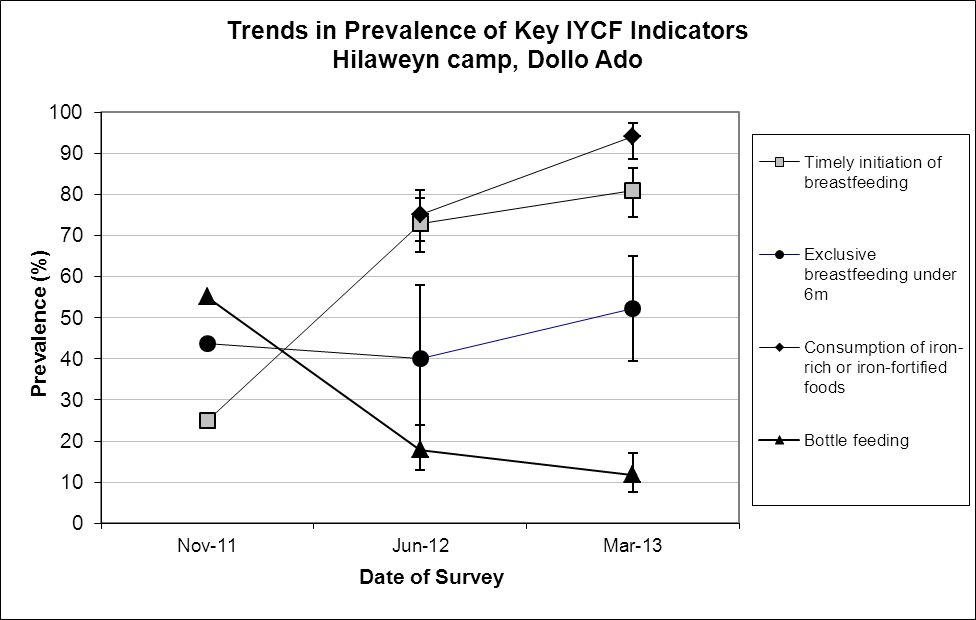 Trends in Prevalence of Key IYCF Indicators
Hilaweyn camp, Dollo Ado
Prevalence (%)
100
90
80
70
60
50
40
30
20
10
0
Nov-11
Jun-12
Mar-13
Date of Survey
Timely initiation of
breastfeeding
Exclusive
breastfeeding under
6m
Consumption of iron-
rich or iron-fortified
foods
Bottle feeding